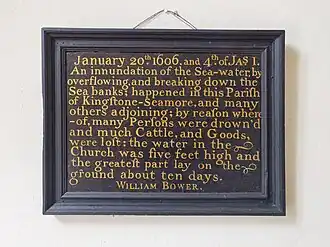 January 20th 1606, and 4th of JAs I.
An inundation of the Sea-water, by
overflowing, and breaking down the
Sea banks; happened in this Pariſh
of Kingſtone-Seamore, and many
others adjoining; by reaſon where
-of, many Perſons were drown'd
and much Cattle, and Goods,
were loſt: the water in the
Church was five feet high and
the greateſt part lay on the
ground about ten days.
WILLIAM BOWER,